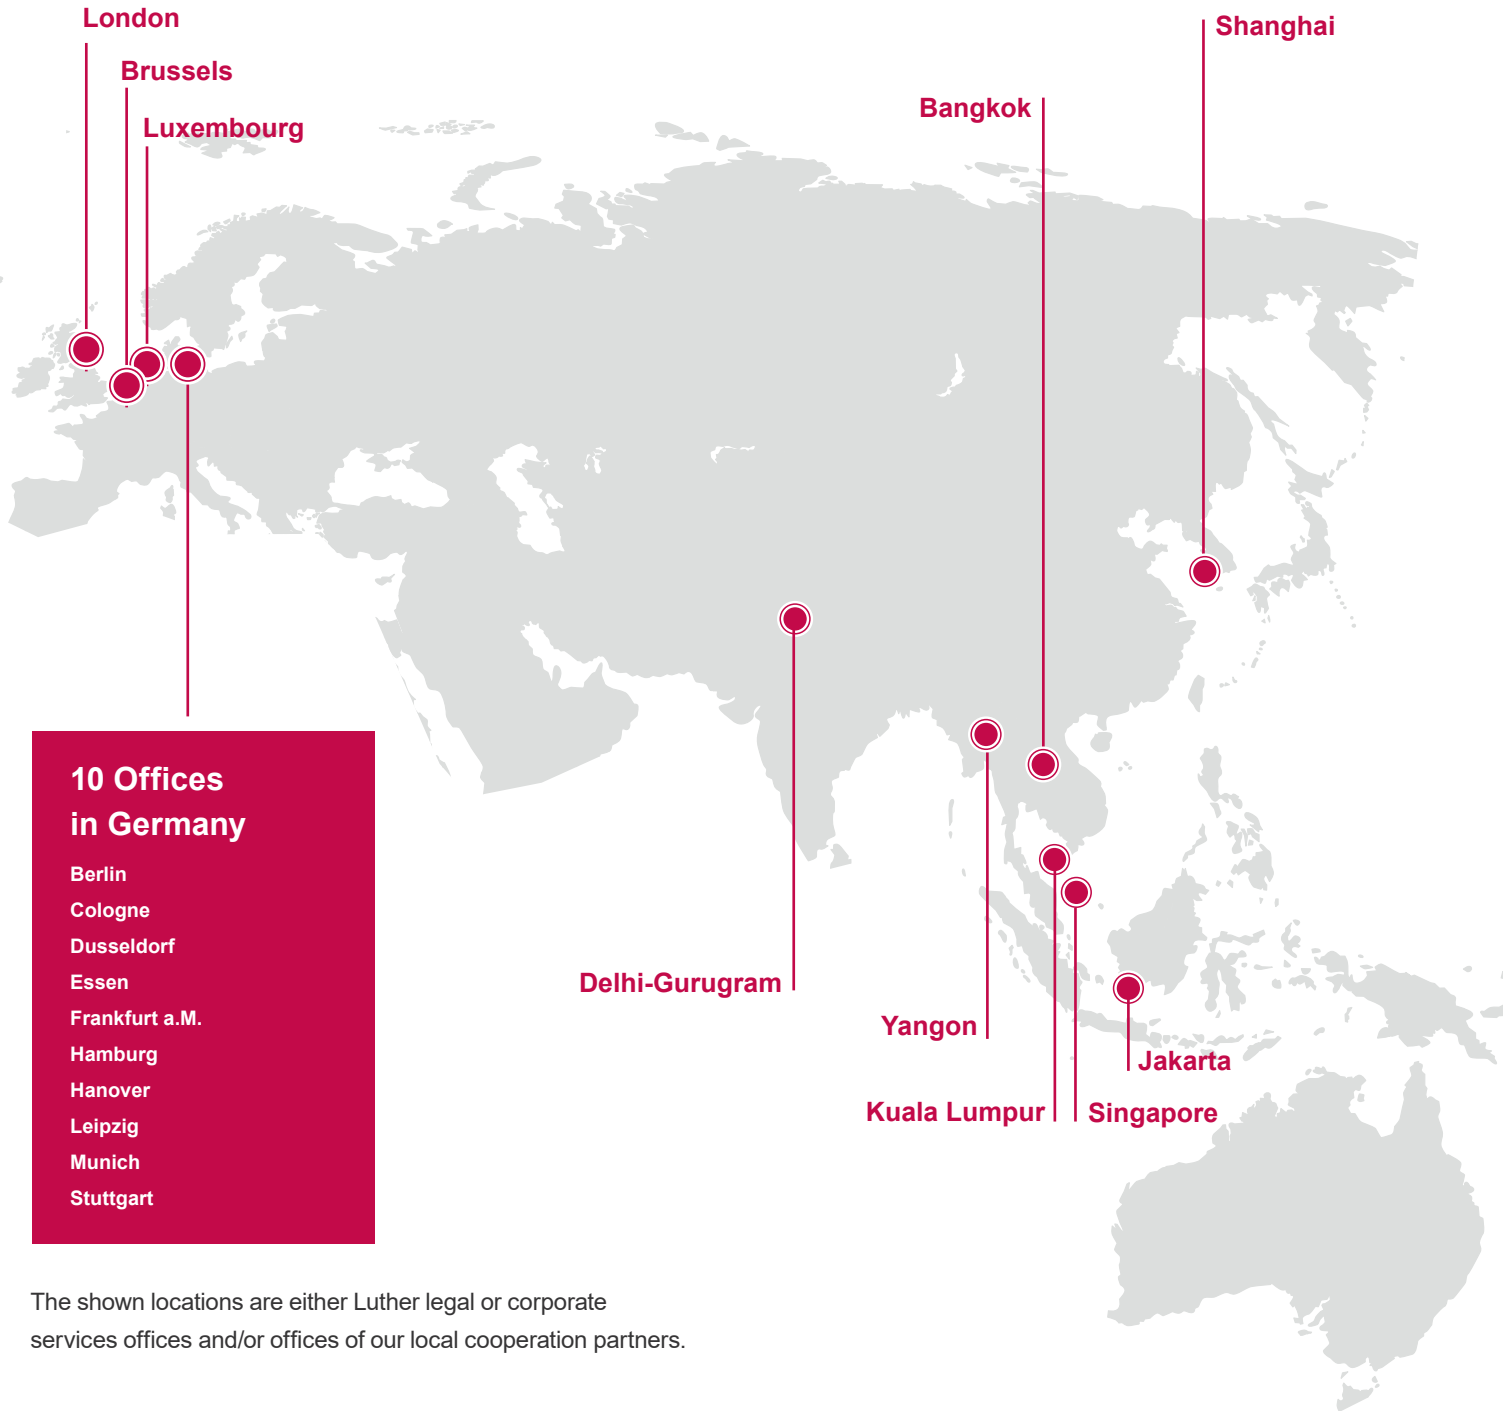 London
Shanghai
Brussels
Bangkok
Luxembourg
10 Offices
in Germany
Berlin
Cologne
Dusseldorf
Essen
Frankfurt a.M.
Hamburg
Hanover
Leipzig
Munich
Stuttgart
Delhi-Gurugram
Yangon
Jakarta
Kuala Lumpur
Singapore
The shown locations are either Luther legal or corporate
services offices and/or offices of our local cooperation partners.